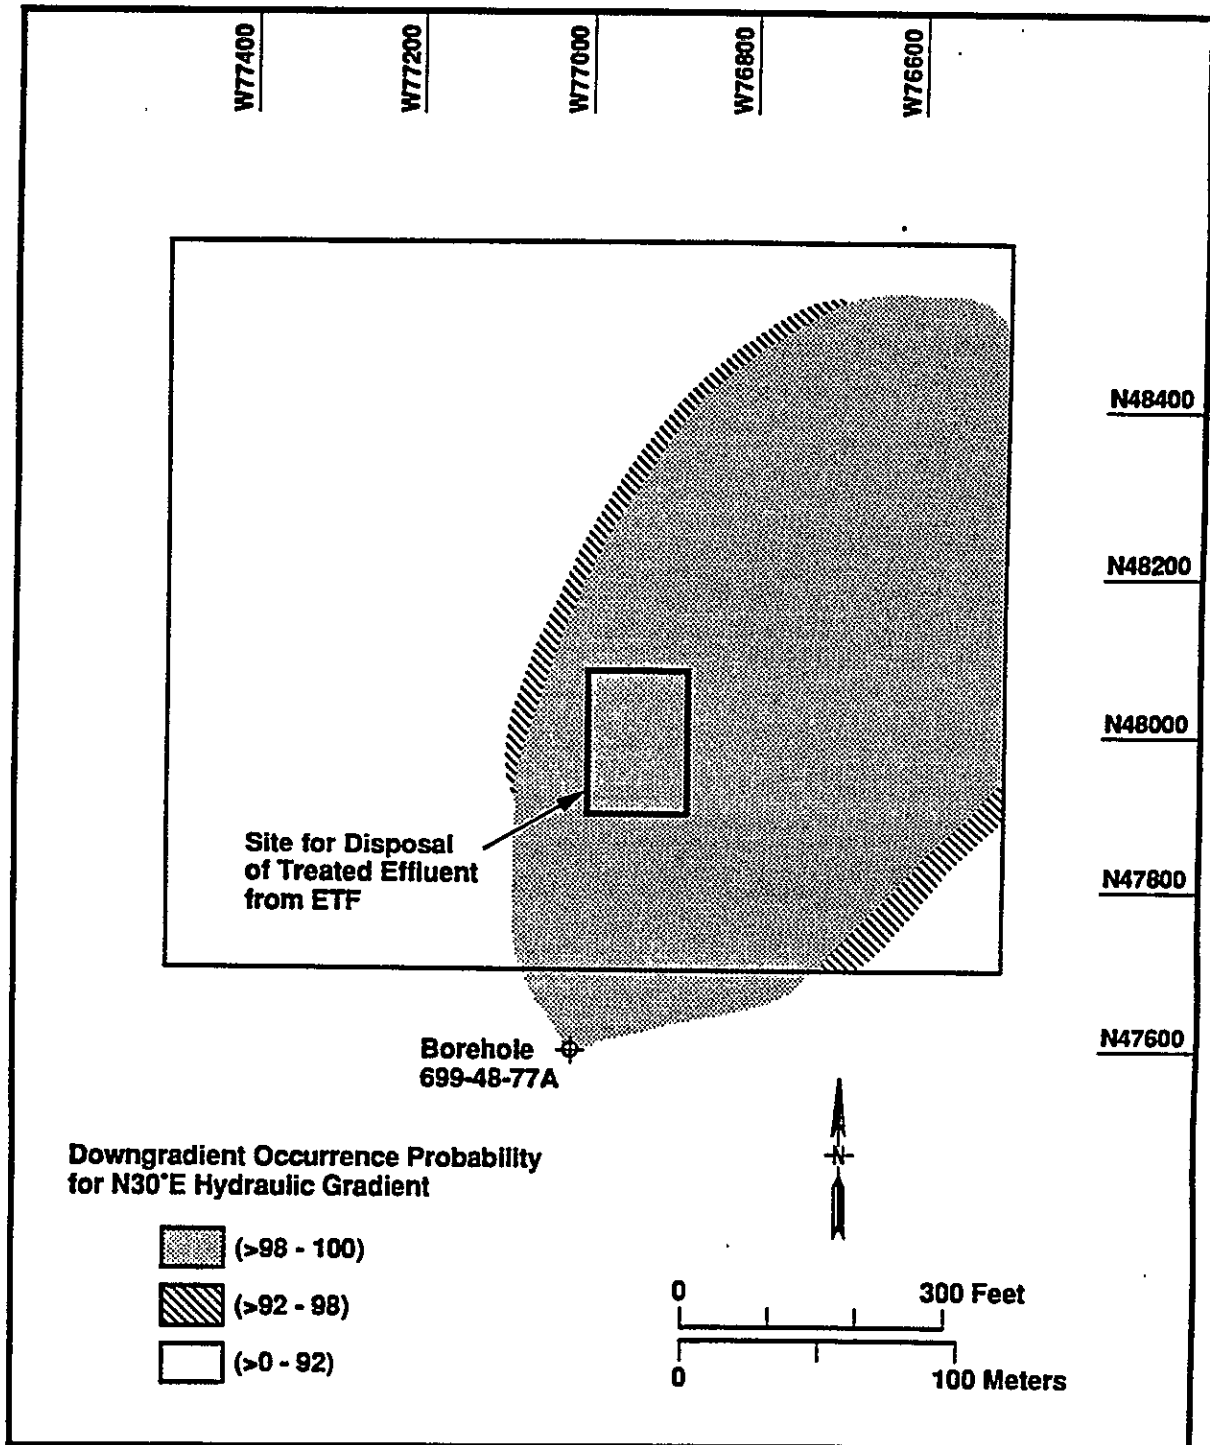 W77400
W77200
W77000
W76800
W76600
N48400
N48200
N48000
Site for Disposal
of Treated Effluent
from ETF
N47800
Borehole
699-48-77A
N47600
N
Downgradient Occurrence Probability
for N30°E Hydraulic Gradient
(>98 - 100)
(>92 - 98)
(>0 - 92)
0
300 Feet
0
100 Meters